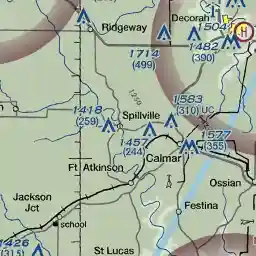 Decorah
1504
Ridgeway
1482
(390)
1714
(499)
1583
(310) UC
1418
(259)
Spillville
1457
(244)
1577
(355)
Calmar
Ft Atkinson
Ossian
Jackson
Jct
Festina
school
1426
(315)
St Lucas
H